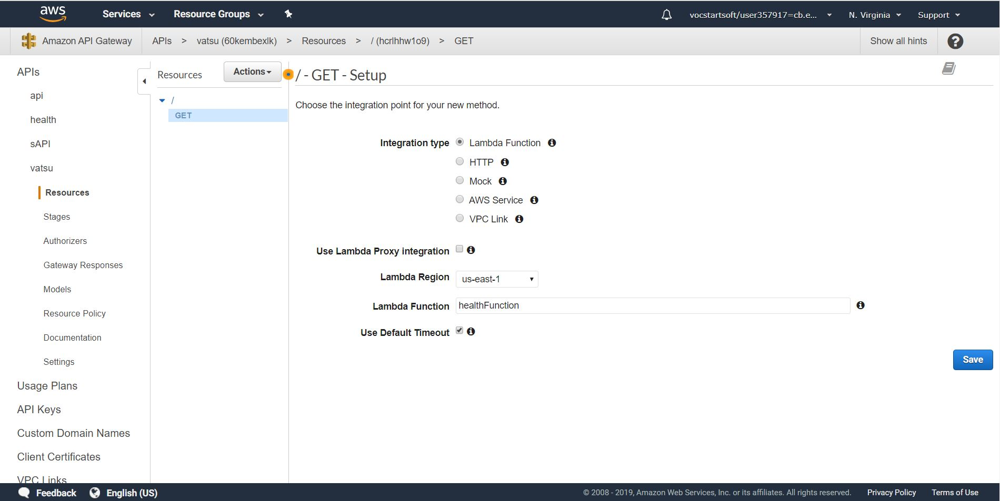 aws Services Resource Groups vocstartsoft/user357917=cb.e... N. Virginia Support
Amazon API Gateway APIs > vatsu (60kembexlk) > Resources > / (hcrlhhw1o9) > GET Show all hints ?
APIs
api
health
sAPI
vatsu
Resources
Stages
Authorizers
Gateway Responses
Models
Resource Policy
Documentation
Settings
Usage Plans
API Keys
Custom Domain Names
Client Certificates
VPC Links
Resources Actions
/
GET
/ - GET - Setup
Choose the integration point for your new method.
Integration type Lambda Function
HTTP
Mock
AWS Service
VPC Link
Use Lambda Proxy integration
Lambda Region us-east-1
Lambda Function healthFunction
Use Default Timeout
Save
Feedback English (US) © 2008 - 2019, Amazon Web Services, Inc. or its affiliates. All rights reserved. Privacy Policy Terms of Use